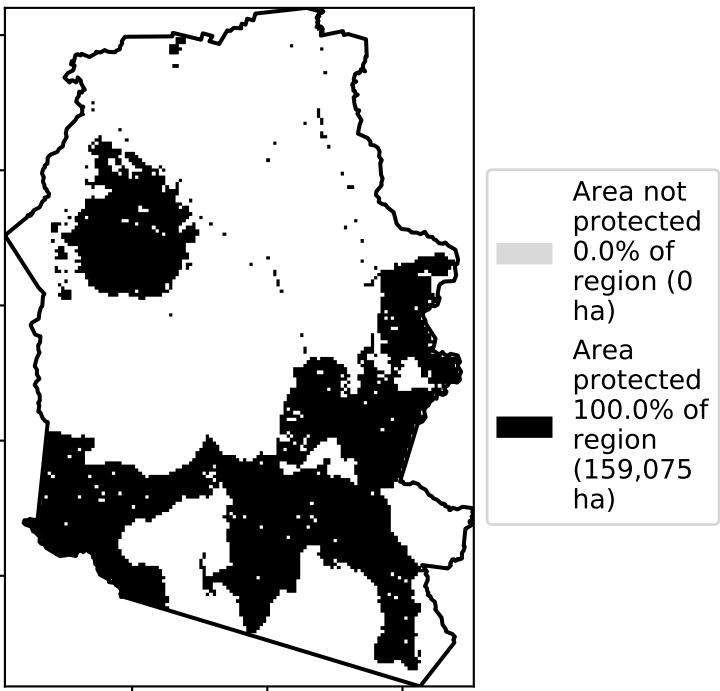 Area not
protected
0.0% of
region (0
ha)
Area
protected
100.0% of
region
(159,075
ha)